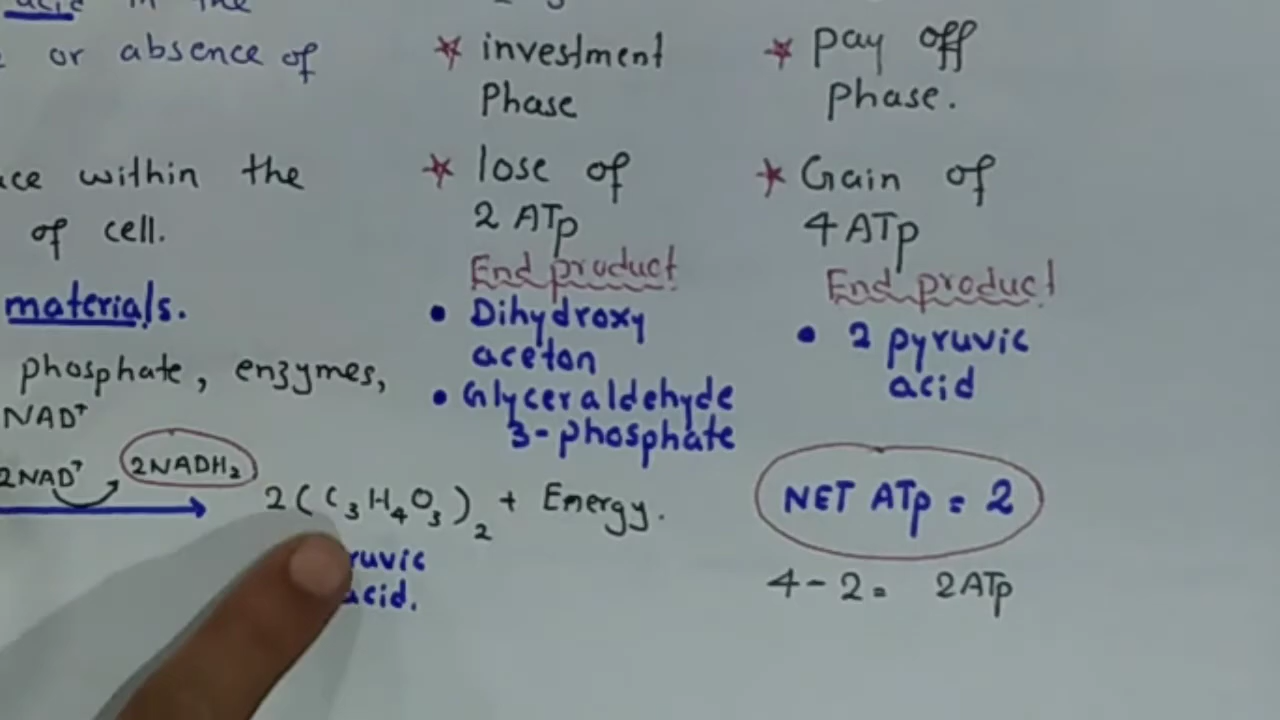 acid in the
or absence of
within the
of cell.
materials.
phosphate, enzymes,
NAD⁺
2NAD⁺ 2NADH₂
2(C₃H₄O₃)₂ + Energy.
★ investment
Phase
★ lose of
2 ATp
End product
• Dihydroxy
aceton
• Glyceraldehyde
3-phosphate
★ pay off
Phase.
★ Gain of
4 ATp
End product
• 2 pyruvic
acid
NET ATp = 2
4 - 2 = 2ATp